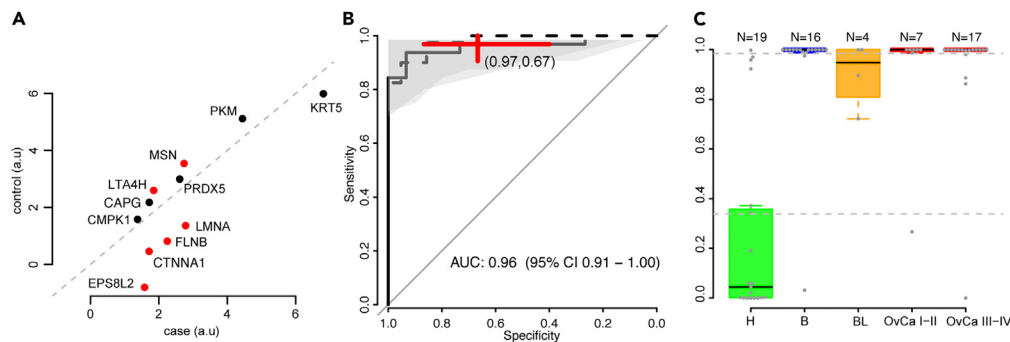 A
control (a.u)
6
4
2
0
PKM
KRT5
MSN
LTA4H
PRDX5
CAPG
CMPK1
LMNA
FLNB
CTNNA1
EPS8L2
0 2 4 6
case (a.u)
B
Sensitivity
1.0
0.8
0.6
0.4
0.2
0.0
(0.97,0.67)
AUC: 0.96 (95% CI 0.91 – 1.00)
1.0 0.8 0.6 0.4 0.2 0.0
Specificity
C
N=19 N=16 N=4 N=7 N=17
1.0
0.8
0.6
0.4
0.2
0.0
H B BL OvCa I–II OvCa III–IV